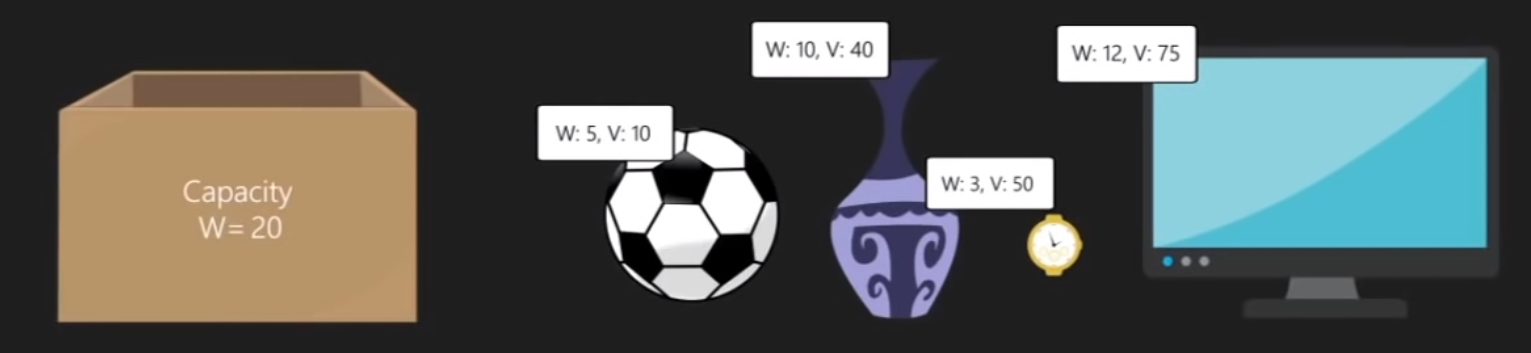 Capacity
W= 20
W: 5, V: 10
W: 10, V: 40
W: 3, V: 50
W: 12, V: 75